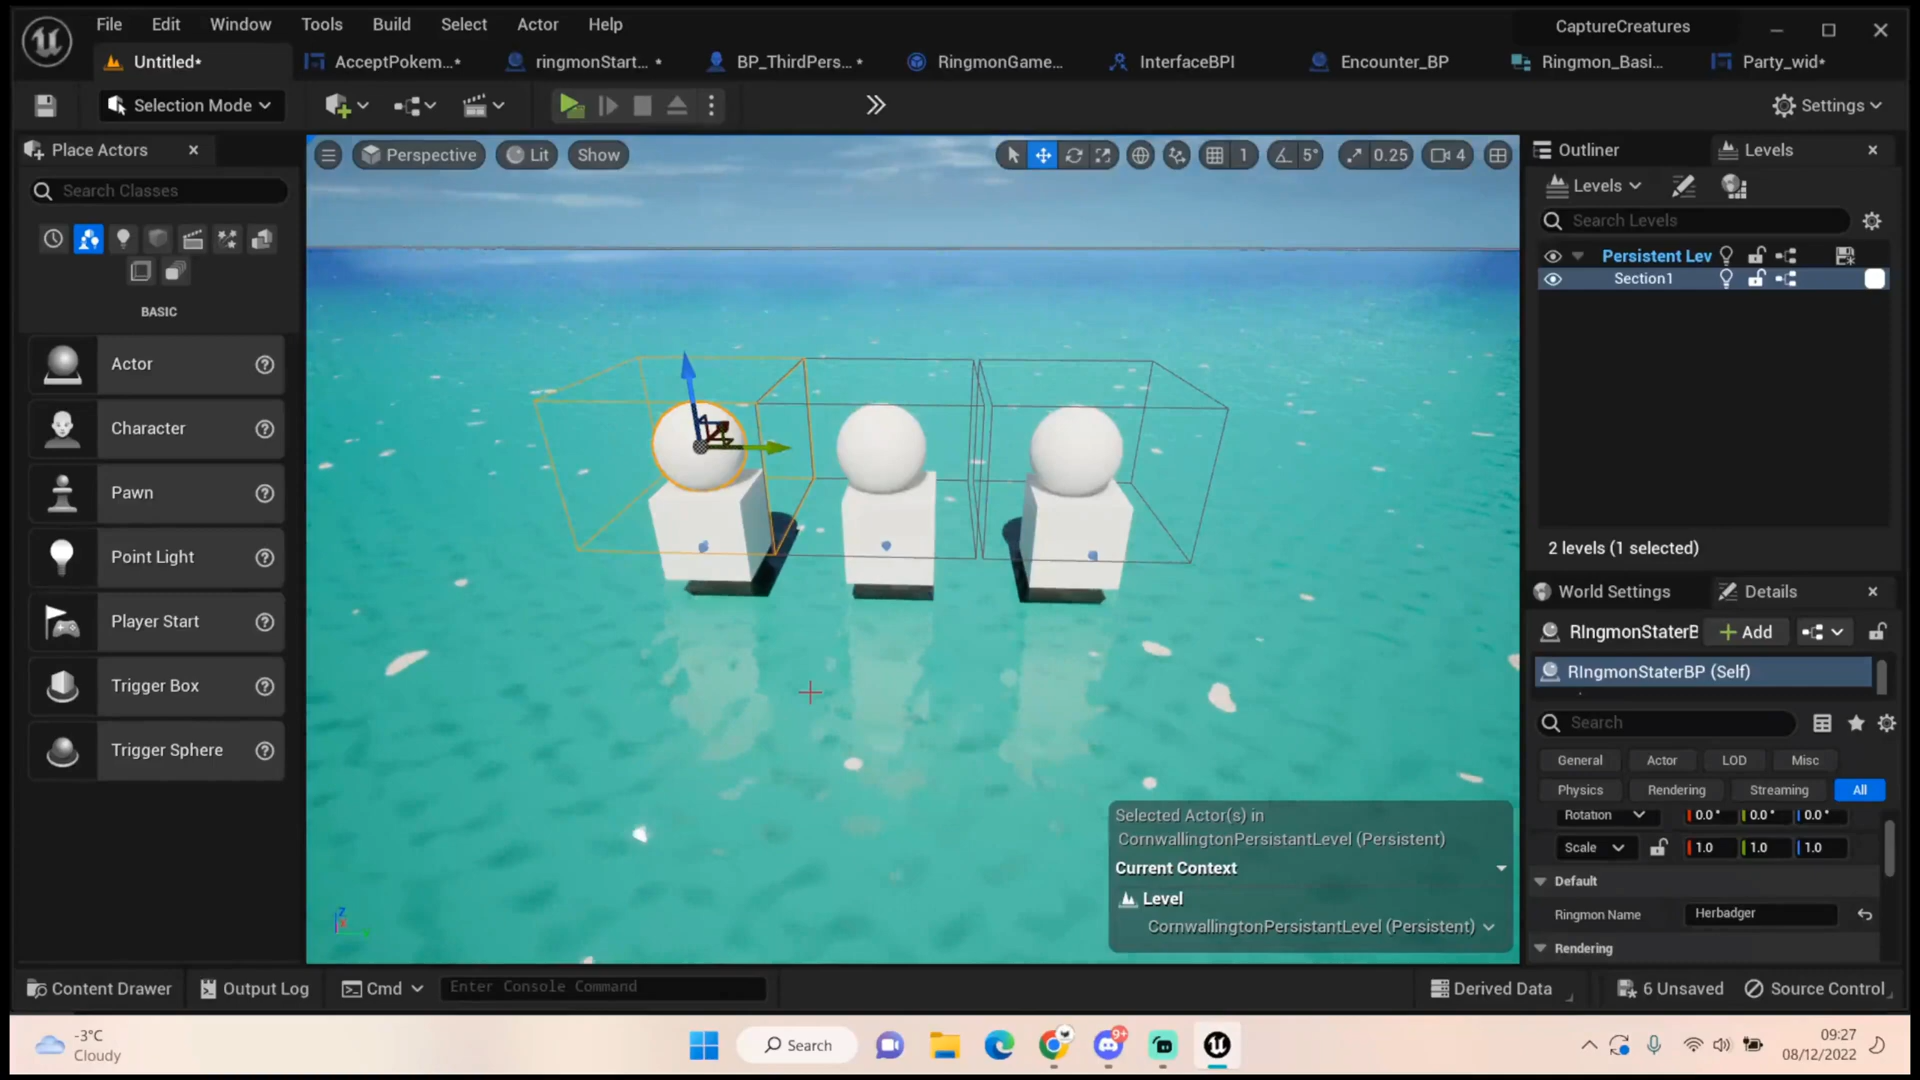 File Edit Window Tools Build Select Actor Help
CaptureCreatures
Untitled*
AcceptPokem...*
ringmonStart... *
BP_ThirdPers...*
RingmonGame...
InterfaceBPI
Encounter_BP
Ringmon_Basi...
Party_wid*
Selection Mode
Settings
Place Actors
Search Classes
BASIC
Actor
Character
Pawn
Point Light
Player Start
Trigger Box
Trigger Sphere
Perspective
Lit
Show
1
5°
0.25
4
Outliner
Levels
Levels
Search Levels
Persistent Lev
Section1
2 levels (1 selected)
World Settings
Details
RIngmonStaterB
Add
RIngmonStaterBP (Self)
Search
General Actor LOD Misc
Physics Rendering Streaming All
Rotation 0.0° 0.0° 0.0°
Scale 1.0 1.0 1.0
Default
Ringmon Name Herbadger
Rendering
Selected Actor(s) in
CornwallingtonPersistantLevel (Persistent)
Current Context
Level
CornwallingtonPersistantLevel (Persistent)
Z
Content Drawer
Output Log
Cmd
Enter Console Command
Derived Data
6 Unsaved
Source Control
-3°C
Cloudy
Search
9+
09:27
08/12/2022